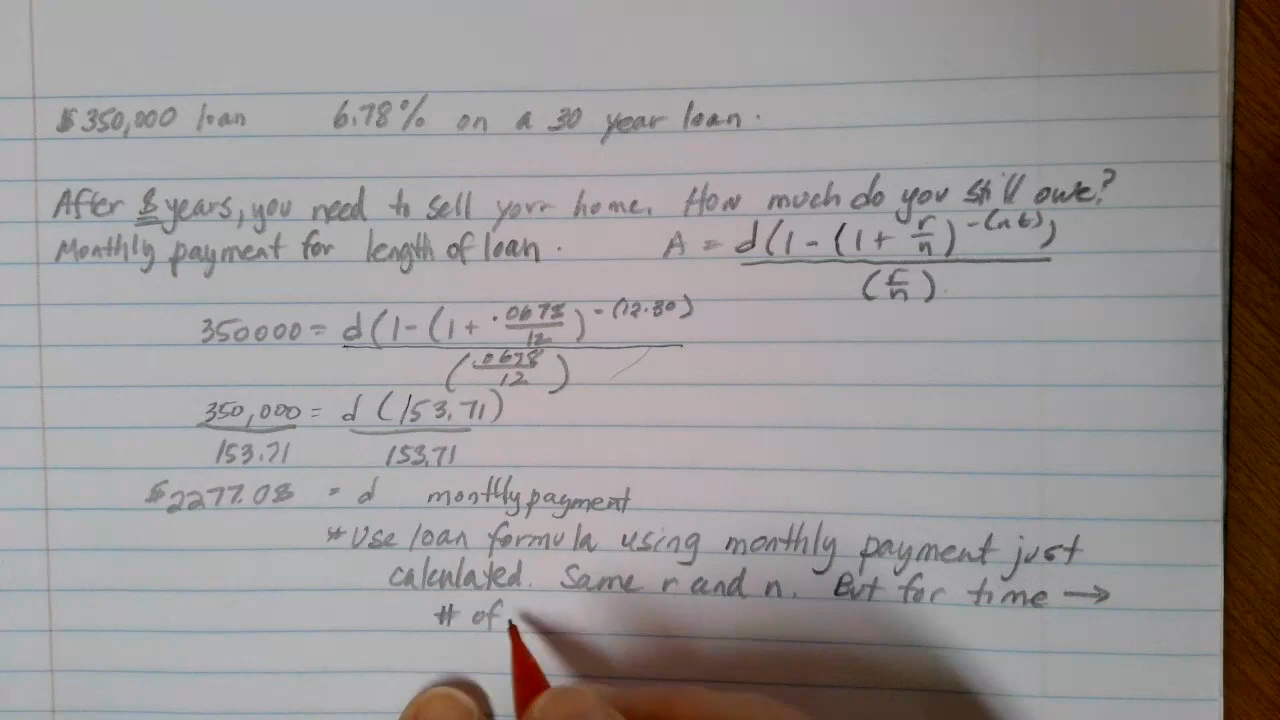 $350,000 loan 6.78% on a 30 year loan.
After 8 years, you need to sell your home. How much do you still owe?
Monthly payment for length of loan. A = d(1-(1+r/n)^-(nt))/(r/n)
350000 = d(1-(1+.0678/12)^-(12·30))/(.0678/12)
350,000/153.71 = d(153.71)/153.71
$2277.08 = d monthly payment
*Use loan formula using monthly payment just
calculated. Same r and n. But for time →
# of